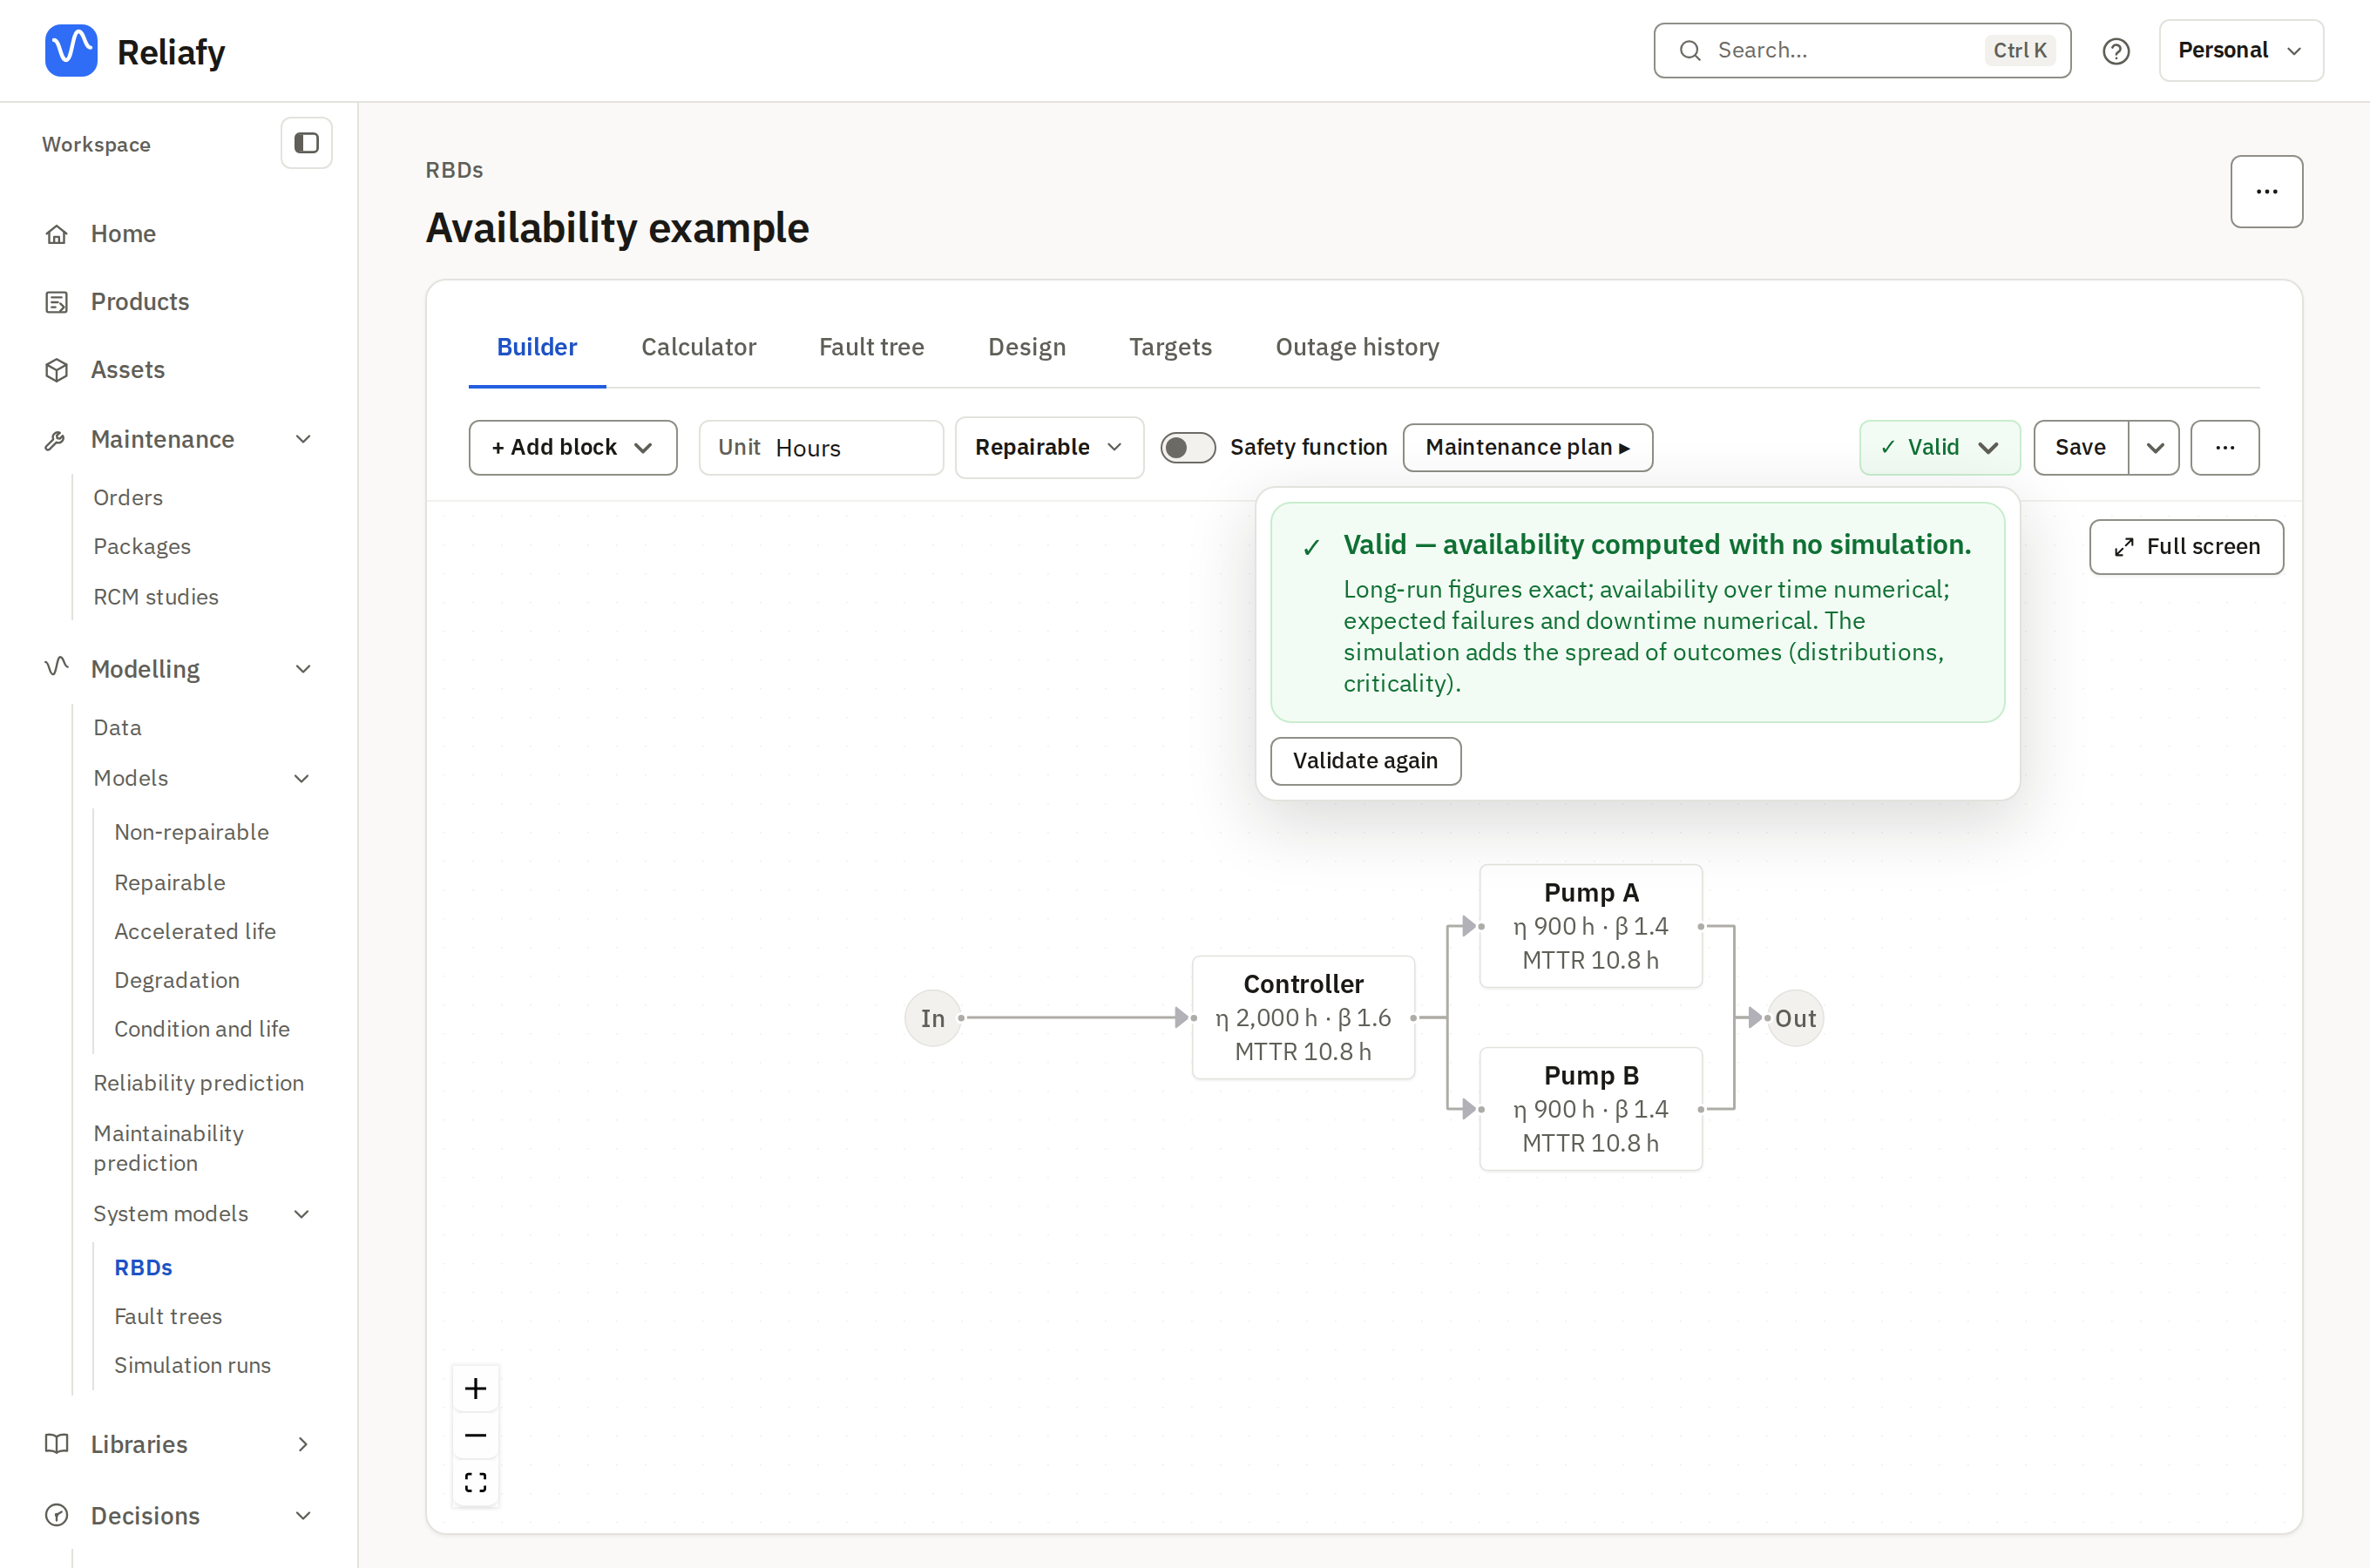 Reliafy
Search...
Ctrl K
Personal
Workspace
Home
Products
Assets
Maintenance
Orders
Packages
RCM studies
Modelling
Data
Models
Non-repairable
Repairable
Accelerated life
Degradation
Condition and life
Reliability prediction
Maintainability
prediction
System models
RBDs
Fault trees
Simulation runs
Libraries
Decisions
RBDs
Availability example
Builder
Calculator
Fault tree
Design
Targets
Outage history
+ Add block
Unit Hours
Repairable
Safety function
Maintenance plan ▸
✓ Valid
Save
✓ Valid — availability computed with no simulation.
Long-run figures exact; availability over time numerical;
expected failures and downtime numerical. The
simulation adds the spread of outcomes (distributions,
criticality).
Validate again
Full screen
In
Controller
η 2,000 h · β 1.6
MTTR 10.8 h
Pump A
η 900 h · β 1.4
MTTR 10.8 h
Pump B
η 900 h · β 1.4
MTTR 10.8 h
Out